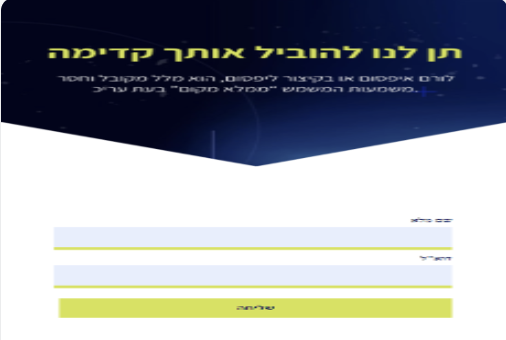 תן לנו להוביל אותך קדימה
לורם איפסום או בקיצור ליפסום, הוא מלל מקובל וחסר
משמעות המשמש "ממלא מקום" בעת עריכ.
שם מלא
דוא"ל
שליחה